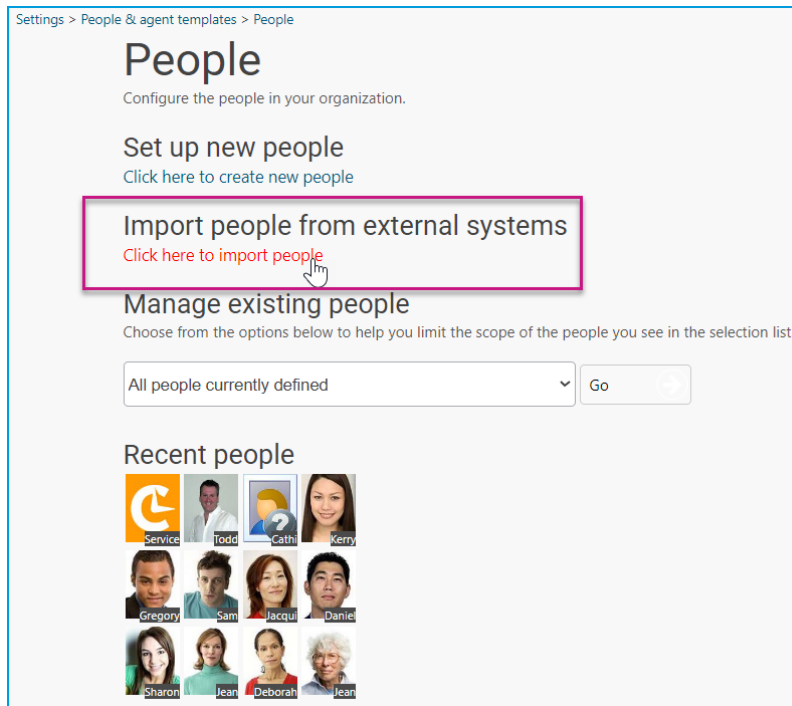 Settings > People & agent templates > People
People
Configure the people in your organization.
Set up new people
Click here to create new people
Import people from external systems
Click here to import people
Manage existing people
Choose from the options below to help you limit the scope of the people you see in the selection list
All people currently defined
Go
Recent people
Service Todd Cathi Kerry
Gregory Sam Jacqui Daniel
Sharon Jean Deborah Jean